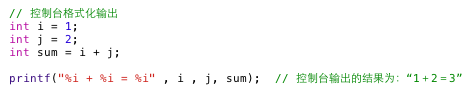 // 控制台格式化输出
int i = 1;
int j = 2;
int sum = i + j;
printf("%i + %i = %i" , i , j, sum);  // 控制台输出的结果为：“1 + 2 = 3”